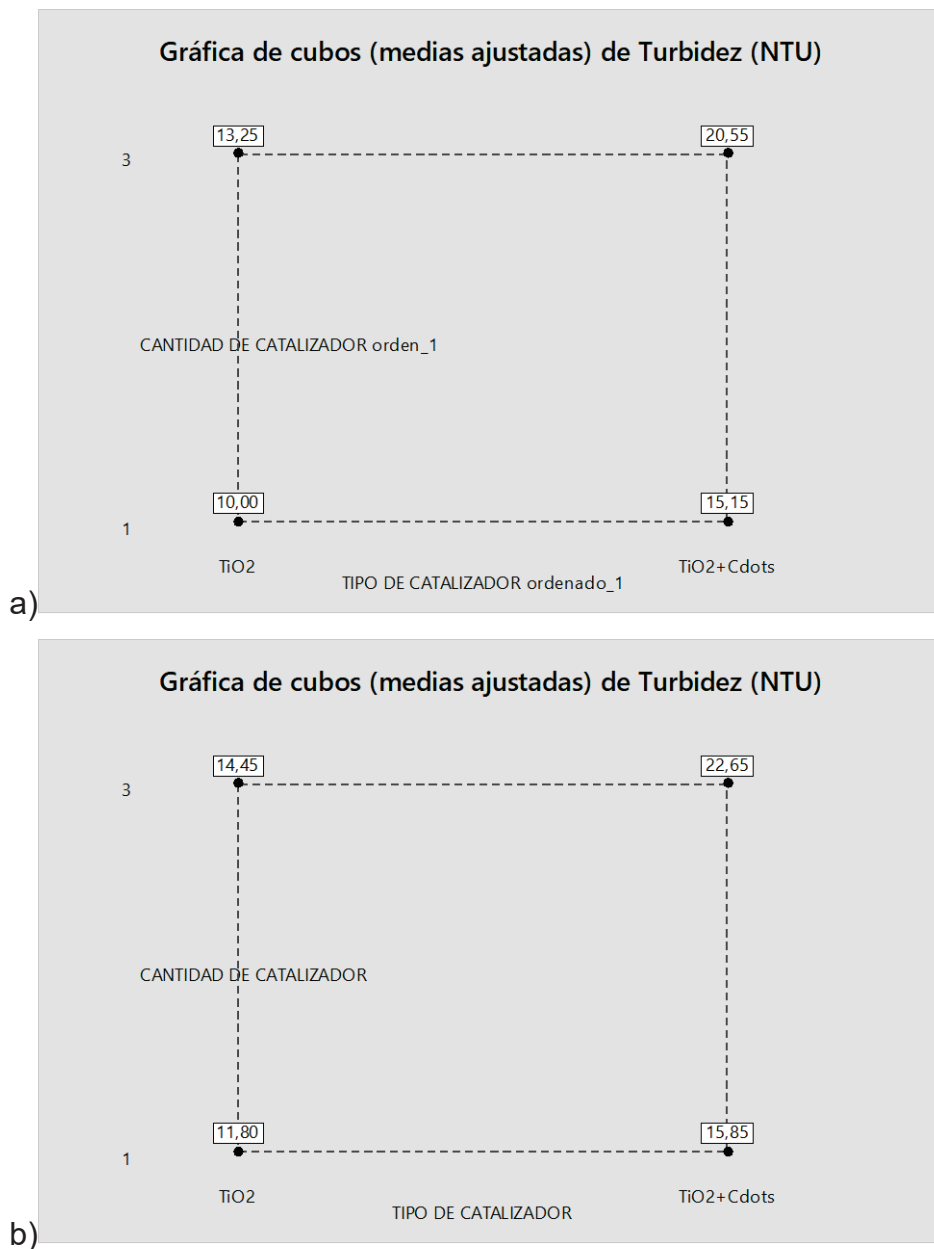 Gráfica de cubos (medias ajustadas) de Turbidez (NTU)
13,25
20,55
3
CANTIDAD DE CATALIZADOR orden_1
10,00
15,15
1
TiO2
TiO2+Cdots
TIPO DE CATALIZADOR ordenado_1
a)
Gráfica de cubos (medias ajustadas) de Turbidez (NTU)
14,45
22,65
3
CANTIDAD DE CATALIZADOR
11,80
15,85
1
TiO2
TiO2+Cdots
TIPO DE CATALIZADOR
b)